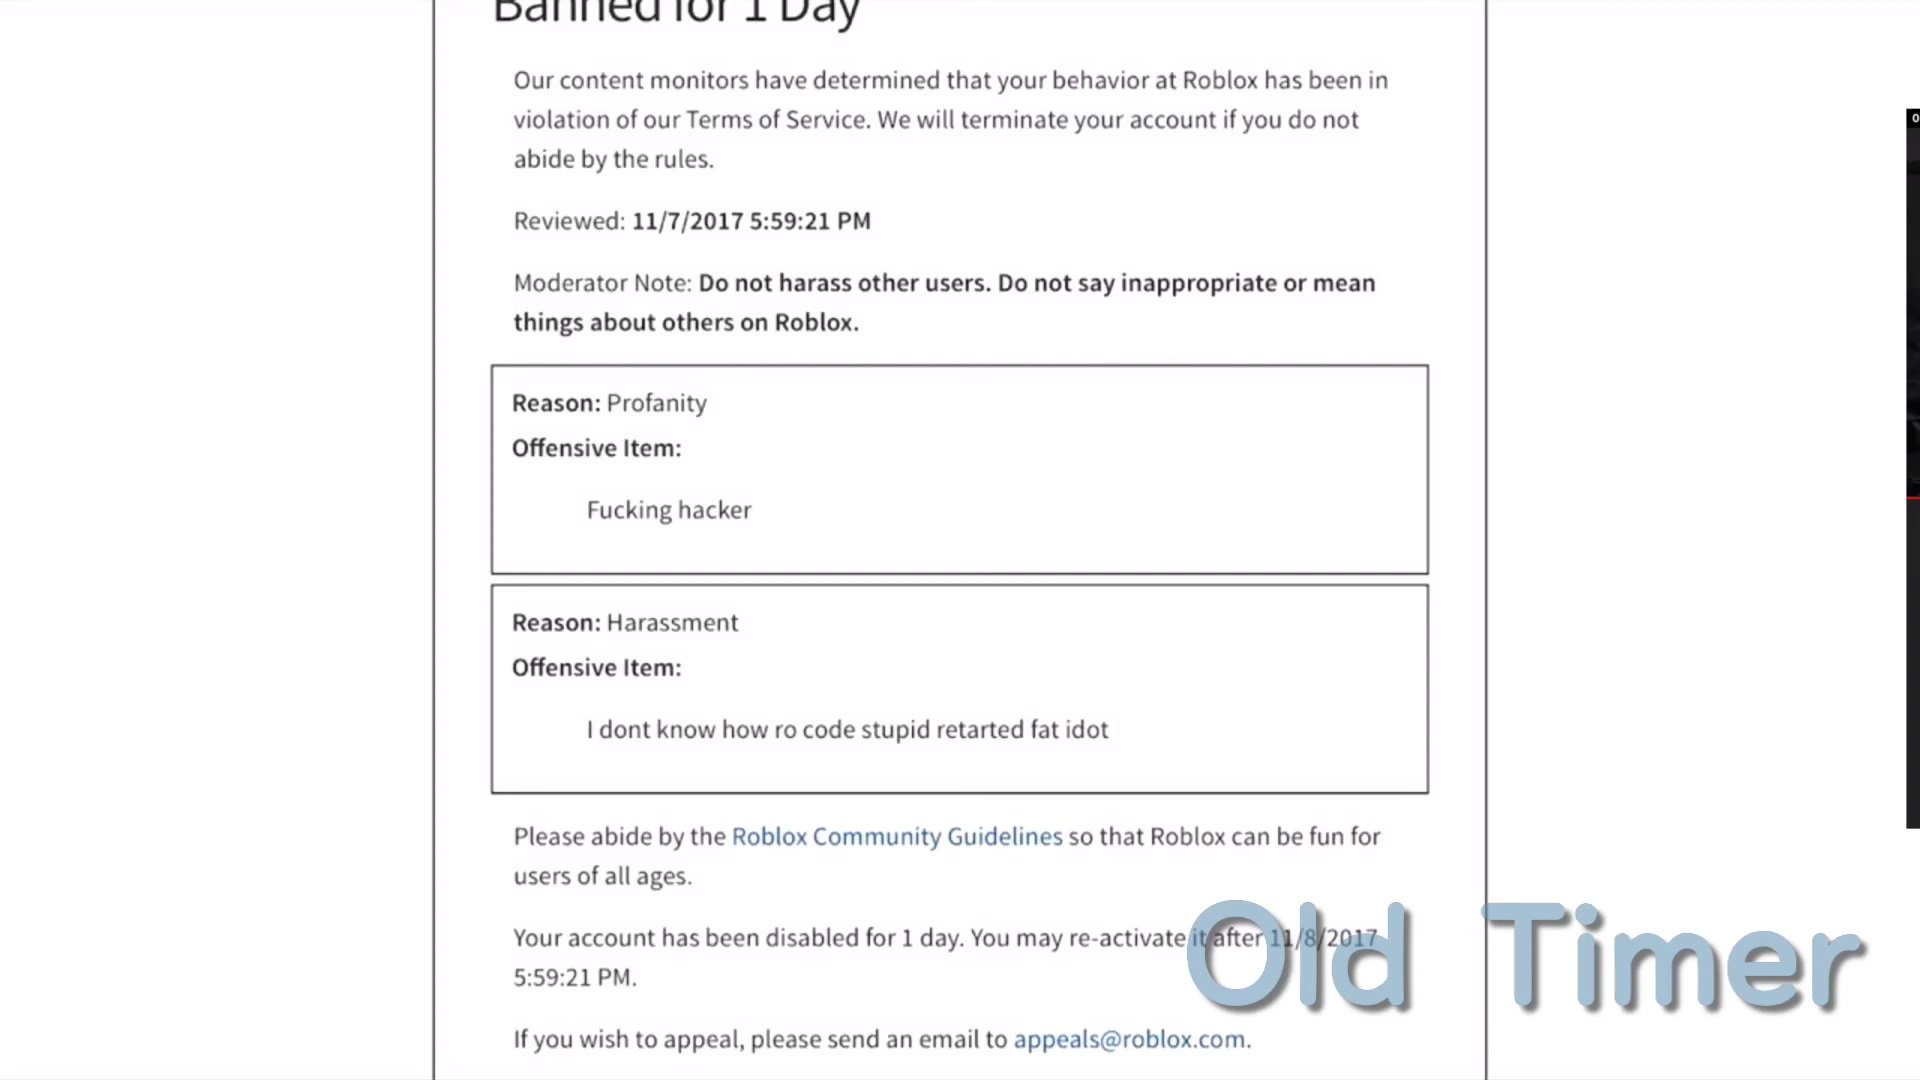 Banned for 1 Day
Our content monitors have determined that your behavior at Roblox has been in
violation of our Terms of Service. We will terminate your account if you do not
abide by the rules.
Reviewed: 11/7/2017 5:59:21 PM
Moderator Note: Do not harass other users. Do not say inappropriate or mean
things about others on Roblox.
Reason: Profanity
Offensive Item:
Fucking hacker
Reason: Harassment
Offensive Item:
I dont know how ro code stupid retarted fat idot
Please abide by the Roblox Community Guidelines so that Roblox can be fun for
users of all ages.
Your account has been disabled for 1 day. You may re-activate it after 11/8/2017
5:59:21 PM.
If you wish to appeal, please send an email to appeals@roblox.com.
Old Timer